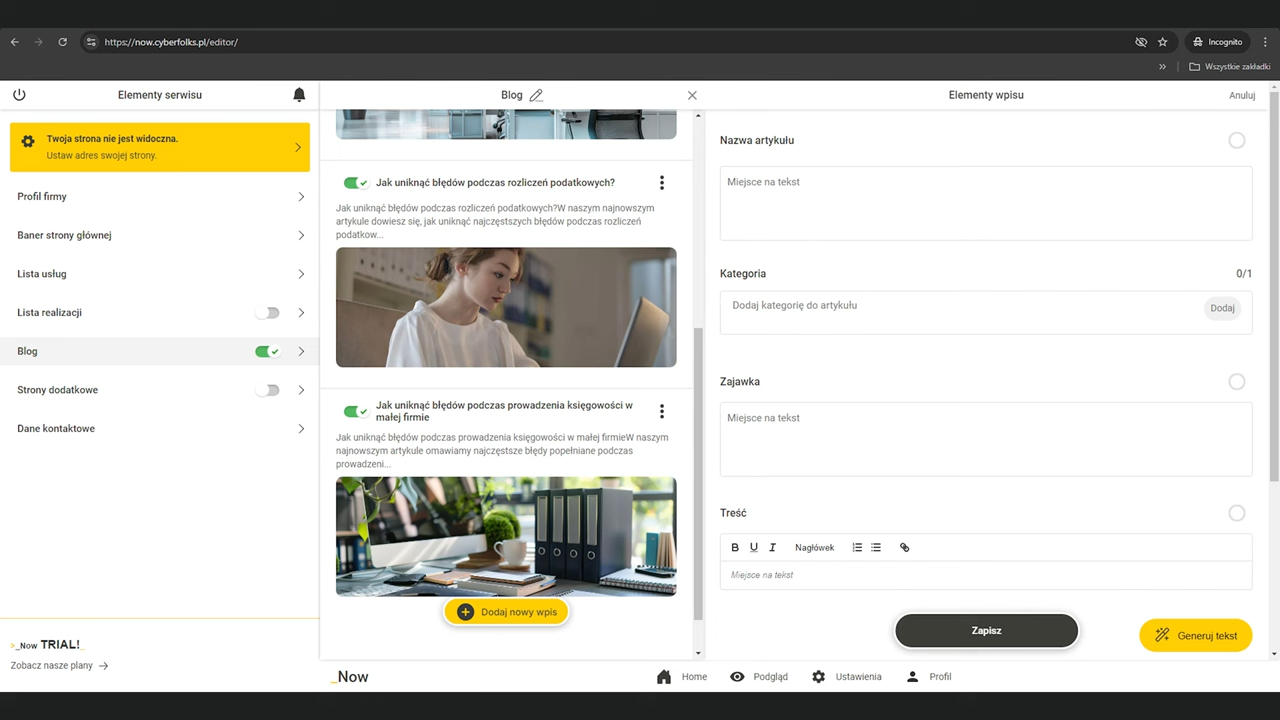 https://now.cyberfolks.pl/editor/
Incognito
Wszystkie zakładki
Elementy serwisu
Twoja strona nie jest widoczna.
Ustaw adres swojej strony.
Profil firmy
Baner strony głównej
Lista usług
Lista realizacji
Blog
Strony dodatkowe
Dane kontaktowe
>_Now TRIAL!_
Zobacz nasze plany
Blog
Jak uniknąć błędów podczas rozliczeń podatkowych?
Jak uniknąć błędów podczas rozliczeń podatkowych?W naszym najnowszym
artykule dowiesz się, jak uniknąć najczęstszych błędów podczas rozliczeń
podatkow...
Jak uniknąć błędów podczas prowadzenia księgowości w
małej firmie
Jak uniknąć błędów podczas prowadzenia księgowości w małej firmieW naszym
najnowszym artykule omawiamy najczęstsze błędy popełniane podczas
prowadzeni...
Dodaj nowy wpis
Elementy wpisu
Anuluj
Nazwa artykułu
Miejsce na tekst
Kategoria
0/1
Dodaj kategorię do artykułu
Dodaj
Zajawka
Miejsce na tekst
Treść
B U I Nagłówek
Miejsce na tekst
Zapisz
Generuj tekst
_Now
Home
Podgląd
Ustawienia
Profil